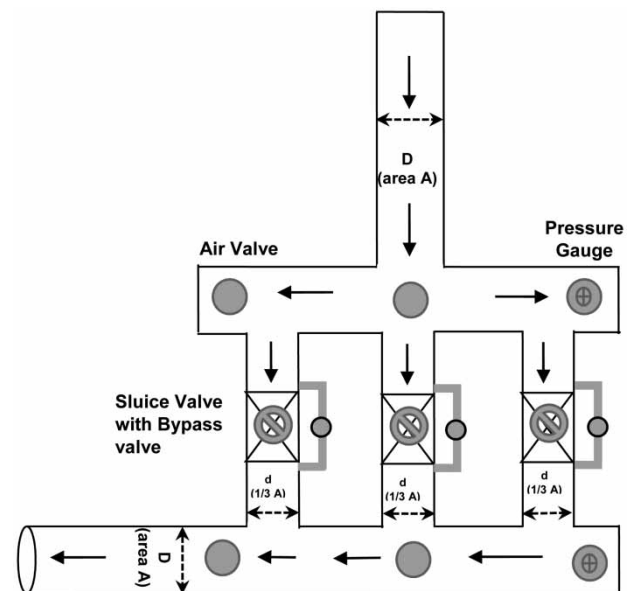 D
(area A)
Air Valve
Pressure
Gauge
Sluice Valve
with Bypass
valve
d
(1/3 A)
d
(1/3 A)
d
(1/3 A)
D
(area A)